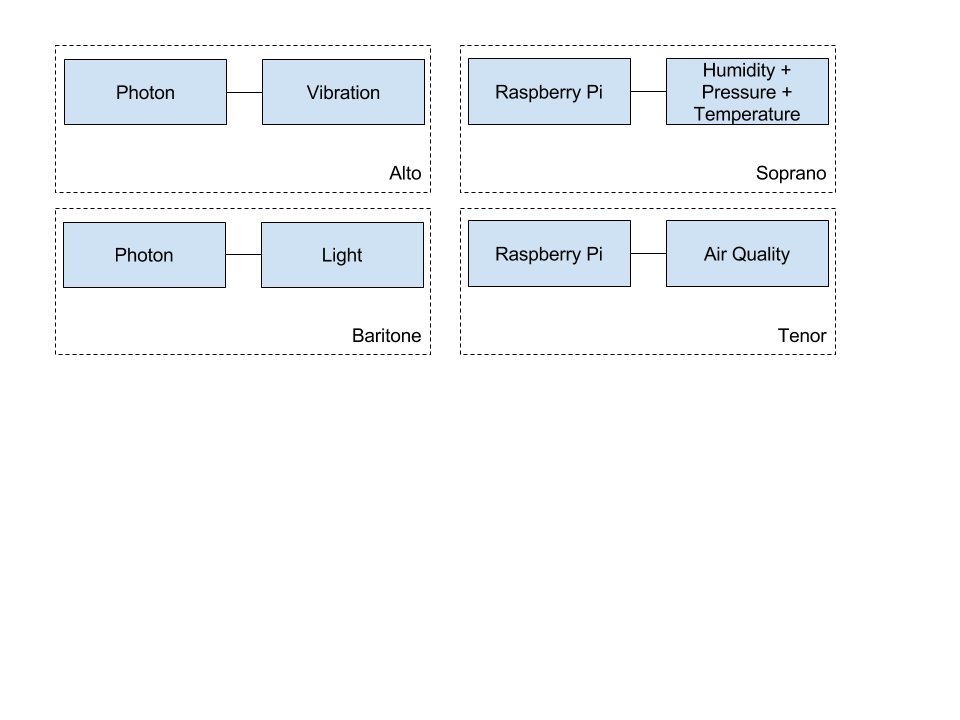 Photon
Vibration
Alto
Raspberry Pi
Humidity +
Pressure +
Temperature
Soprano
Photon
Light
Baritone
Raspberry Pi
Air Quality
Tenor